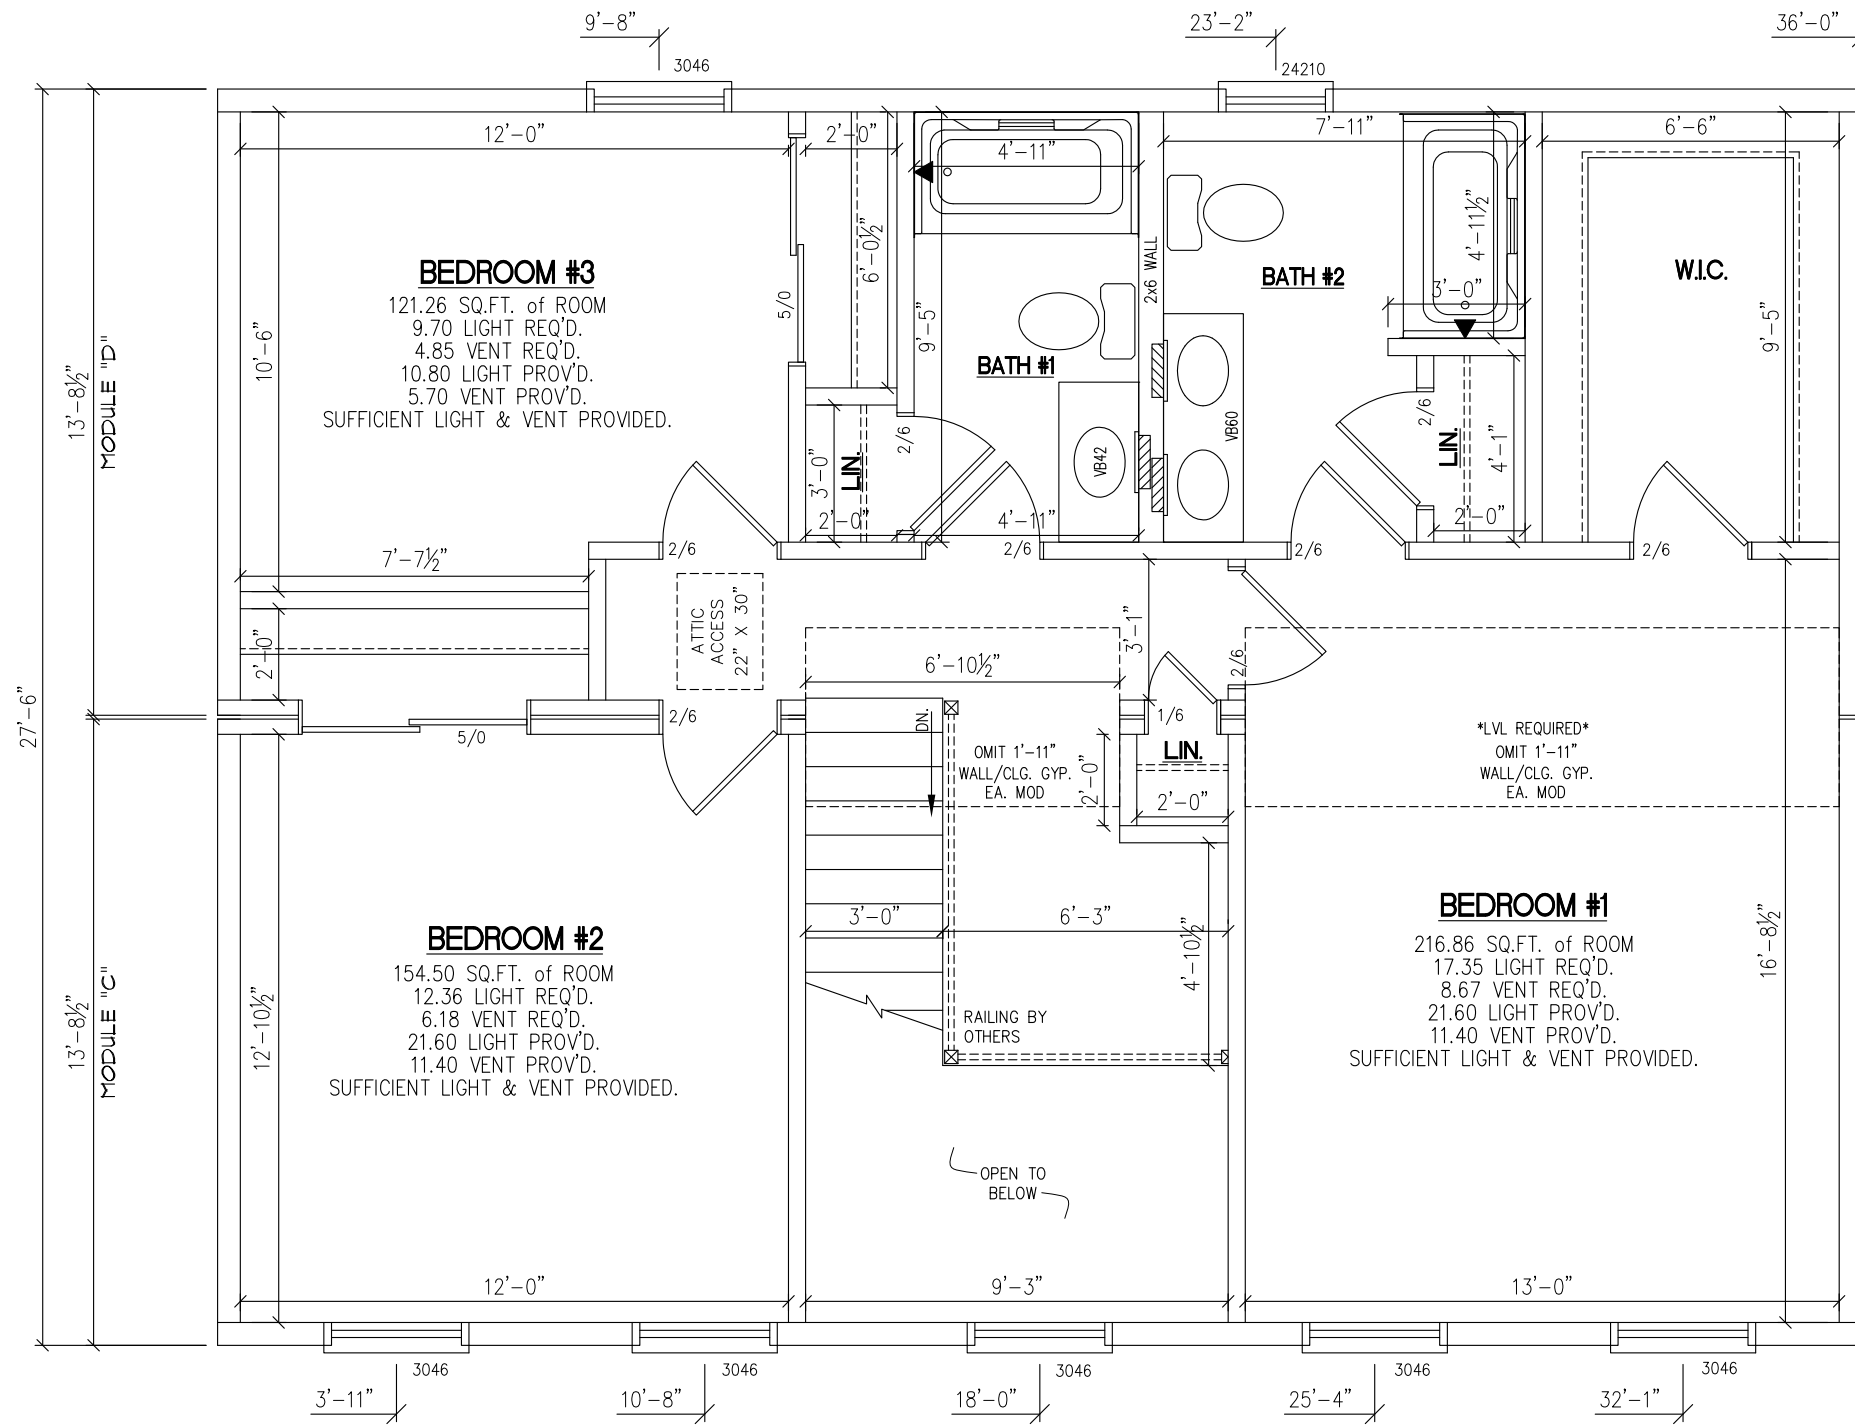 9'-8"
23'-2"
36'-0"
3046
24210
12'-0"
2'-0"
4'-11"
7'-11"
6'-6"
6'-0½"
4'-11½"
2x6 WALL
BEDROOM #3
121.26 SQ.FT. of ROOM
9.70 LIGHT REQ'D.
4.85 VENT REQ'D.
10.80 LIGHT PROV'D.
5.70 VENT PROV'D.
SUFFICIENT LIGHT & VENT PROVIDED.
BATH #2
W.I.C.
3'-0"
5/0
9'-5"
9'-5"
10'-6"
BATH #1
13'-8½"
MODULE "D"
2/6
LIN.
3'-0"
2'-0"
VB42
VB60
4'-11"
2/6
LIN.
4'-1"
2'-0"
7'-7½"
2/6
2/6
2/6
2/6
2'-0"
ATTIC
ACCESS
22" X 30"
3'-1"
6'-10½"
2/6
27'-6"
5/0
2/6
DN.
1/6
LIN.
OMIT 1'-11"
WALL/CLG. GYP.
EA. MOD
2'-0"
2'-0"
*LVL REQUIRED*
OMIT 1'-11"
WALL/CLG. GYP.
EA. MOD
BEDROOM #2
154.50 SQ.FT. of ROOM
12.36 LIGHT REQ'D.
6.18 VENT REQ'D.
21.60 LIGHT PROV'D.
11.40 VENT PROV'D.
SUFFICIENT LIGHT & VENT PROVIDED.
3'-0"
6'-3"
4'-10½"
BEDROOM #1
216.86 SQ.FT. of ROOM
17.35 LIGHT REQ'D.
8.67 VENT REQ'D.
21.60 LIGHT PROV'D.
11.40 VENT PROV'D.
SUFFICIENT LIGHT & VENT PROVIDED.
16'-8½"
13'-8½"
MODULE "C"
12'-10½"
RAILING BY
OTHERS
OPEN TO
BELOW
12'-0"
9'-3"
13'-0"
3046
3046
3046
3046
3046
3'-11"
10'-8"
18'-0"
25'-4"
32'-1"